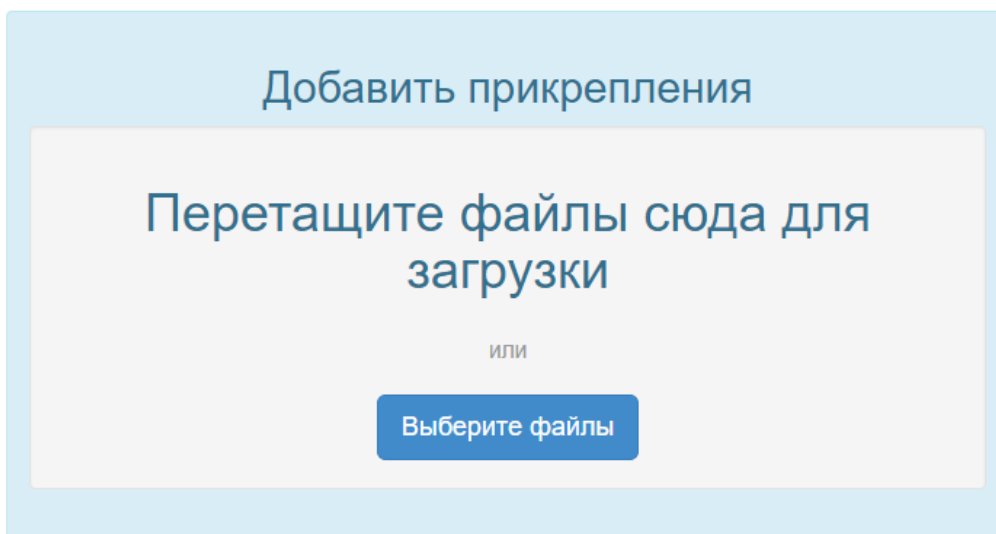 Добавить прикрепления
Перетащите файлы сюда для
загрузки
или
Выберите файлы